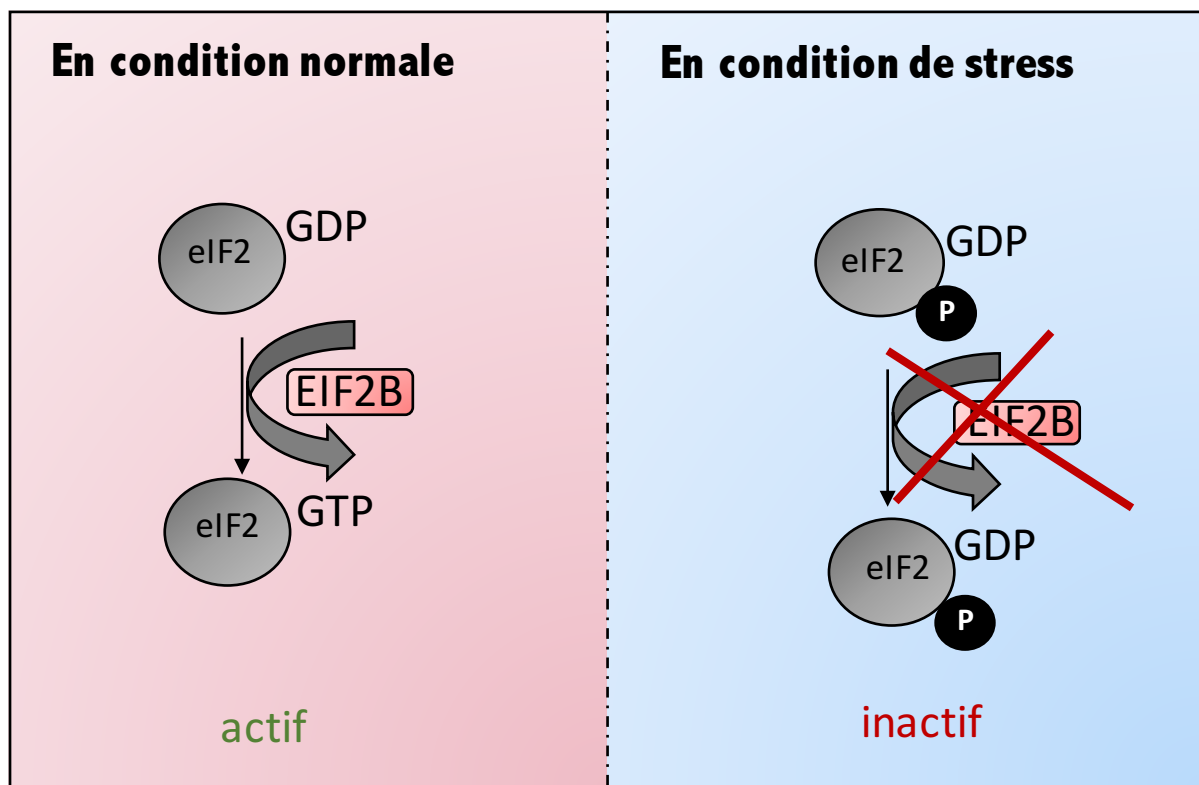 En condition normale
eIF2
GDP
EIF2B
eIF2
GTP
actif
En condition de stress
eIF2
GDP
P
EIF2B
eIF2
GDP
P
inactif